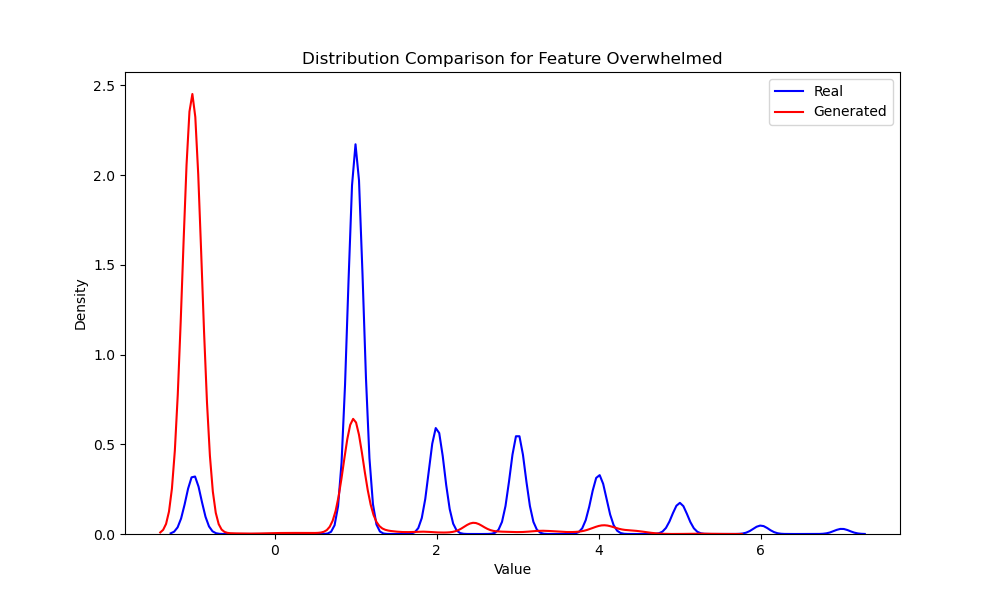 Distribution Comparison for Feature Overwhelmed
2.5
2.0
1.5
1.0
0.5
0.0
Density
0 2 4 6
Value
Real
Generated